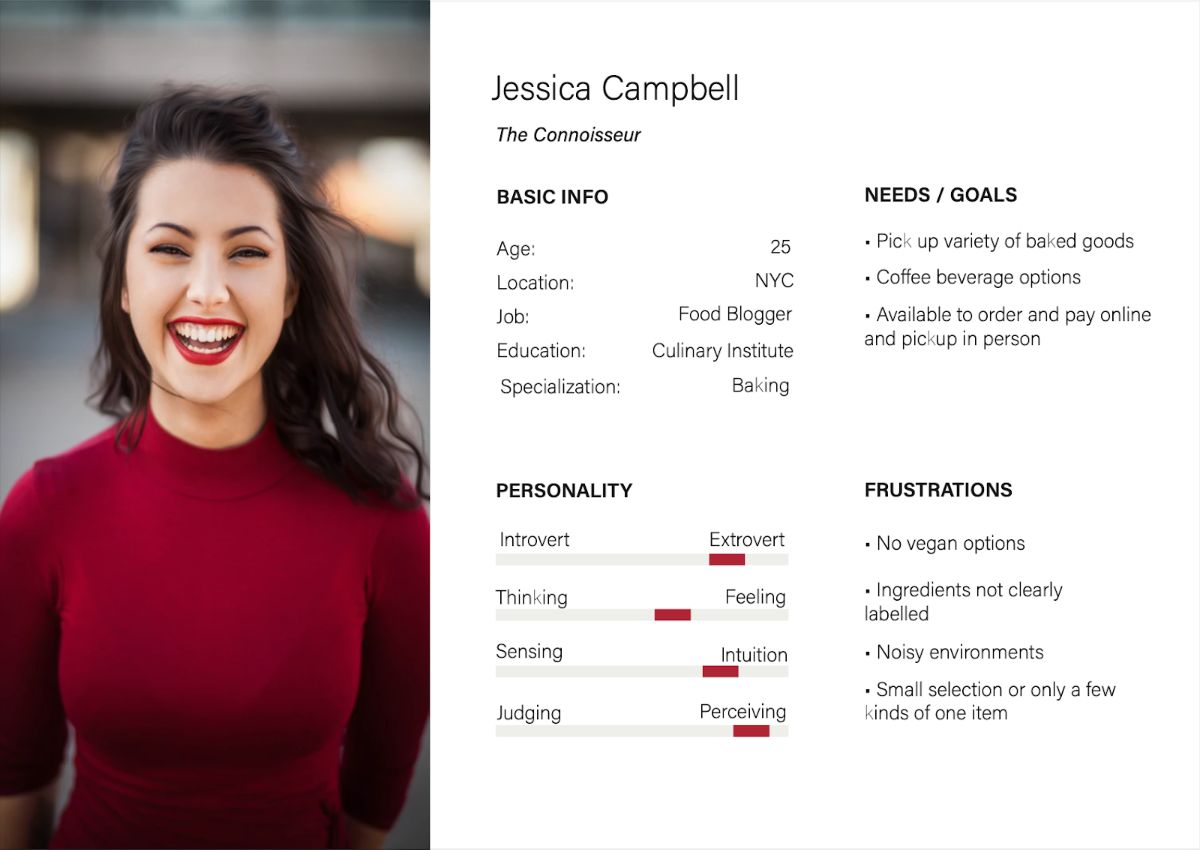 Jessica Campbell
The Connoisseur
BASIC INFO
Age: 25
Location: NYC
Job: Food Blogger
Education: Culinary Institute
Specialization: Baking
NEEDS / GOALS
• Pick up variety of baked goods
• Coffee beverage options
• Available to order and pay online
and pickup in person
PERSONALITY
Introvert Extrovert
Thinking Feeling
Sensing Intuition
Judging Perceiving
FRUSTRATIONS
• No vegan options
• Ingredients not clearly
labelled
• Noisy environments
• Small selection or only a few
kinds of one item